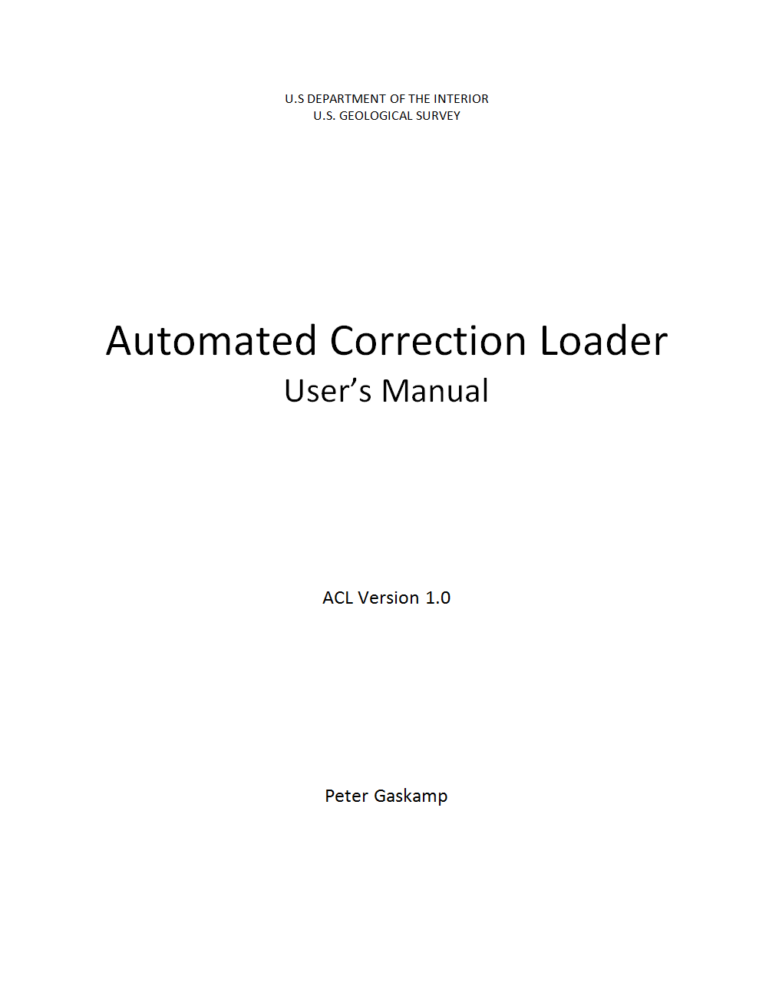 U.S DEPARTMENT OF THE INTERIOR
U.S. GEOLOGICAL SURVEY
Automated Correction Loader
User’s Manual
ACL Version 1.0
Peter Gaskamp